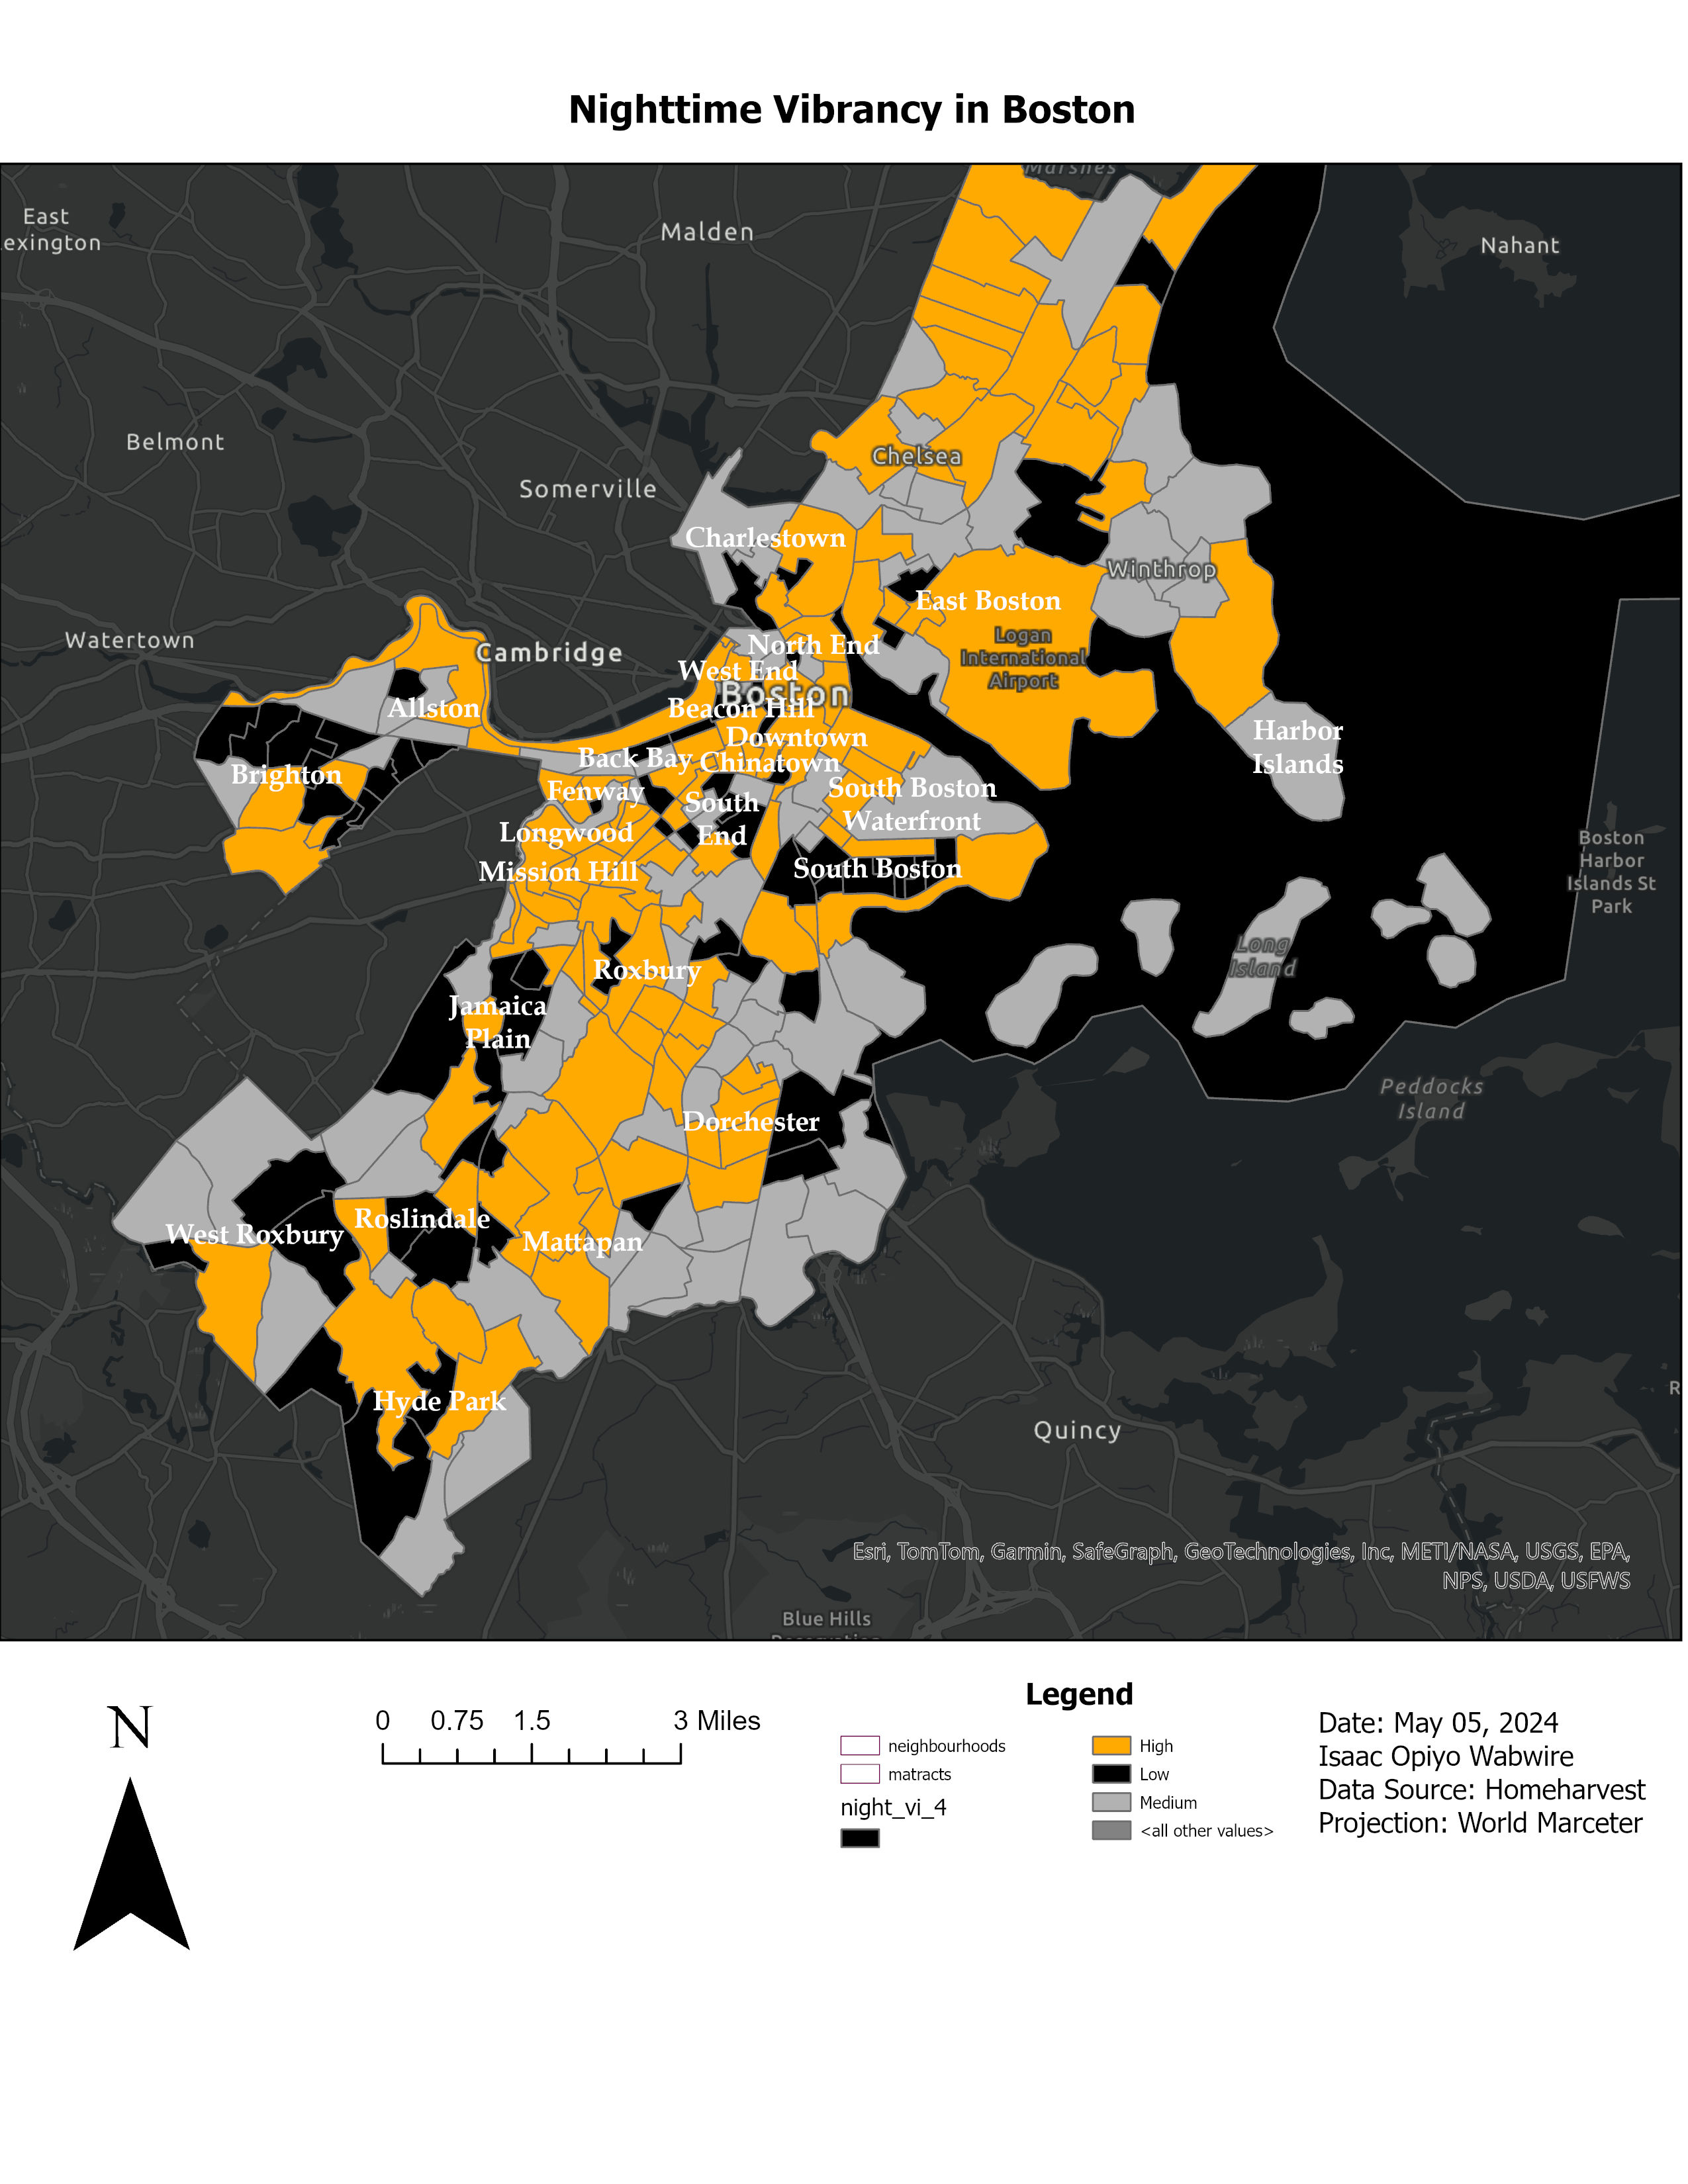 Nighttime Vibrancy in Boston
Marshes
East
exington
Malden
Nahant
Belmont
Chelsea
Somerville
Charlestown
Winthrop
East Boston
Watertown
Cambridge
Logan
International
Airport
North End
West End
Boston
Allston
Beacon Hill
Downtown
Harbor
Islands
Back Bay
Chinatown
Brighton
Fenway
South Boston
Waterfront
South
End
Longwood
Boston
Harbor
Islands St
Park
Mission Hill
South Boston
Long
Island
Roxbury
Jamaica
Plain
Peddocks
Island
Dorchester
Roslindale
West Roxbury
Mattapan
Hyde Park
R
Quincy
Esri, TomTom, Garmin, SafeGraph, GeoTechnologies, Inc, METI/NASA, USGS, EPA,
NPS, USDA, USFWS
Blue Hills
N
0 0.75 1.5 3 Miles
Legend
neighbourhoods
matracts
night_vi_4
High
Low
Medium
<all other values>
Date: May 05, 2024
Isaac Opiyo Wabwire
Data Source: Homeharvest
Projection: World Marceter